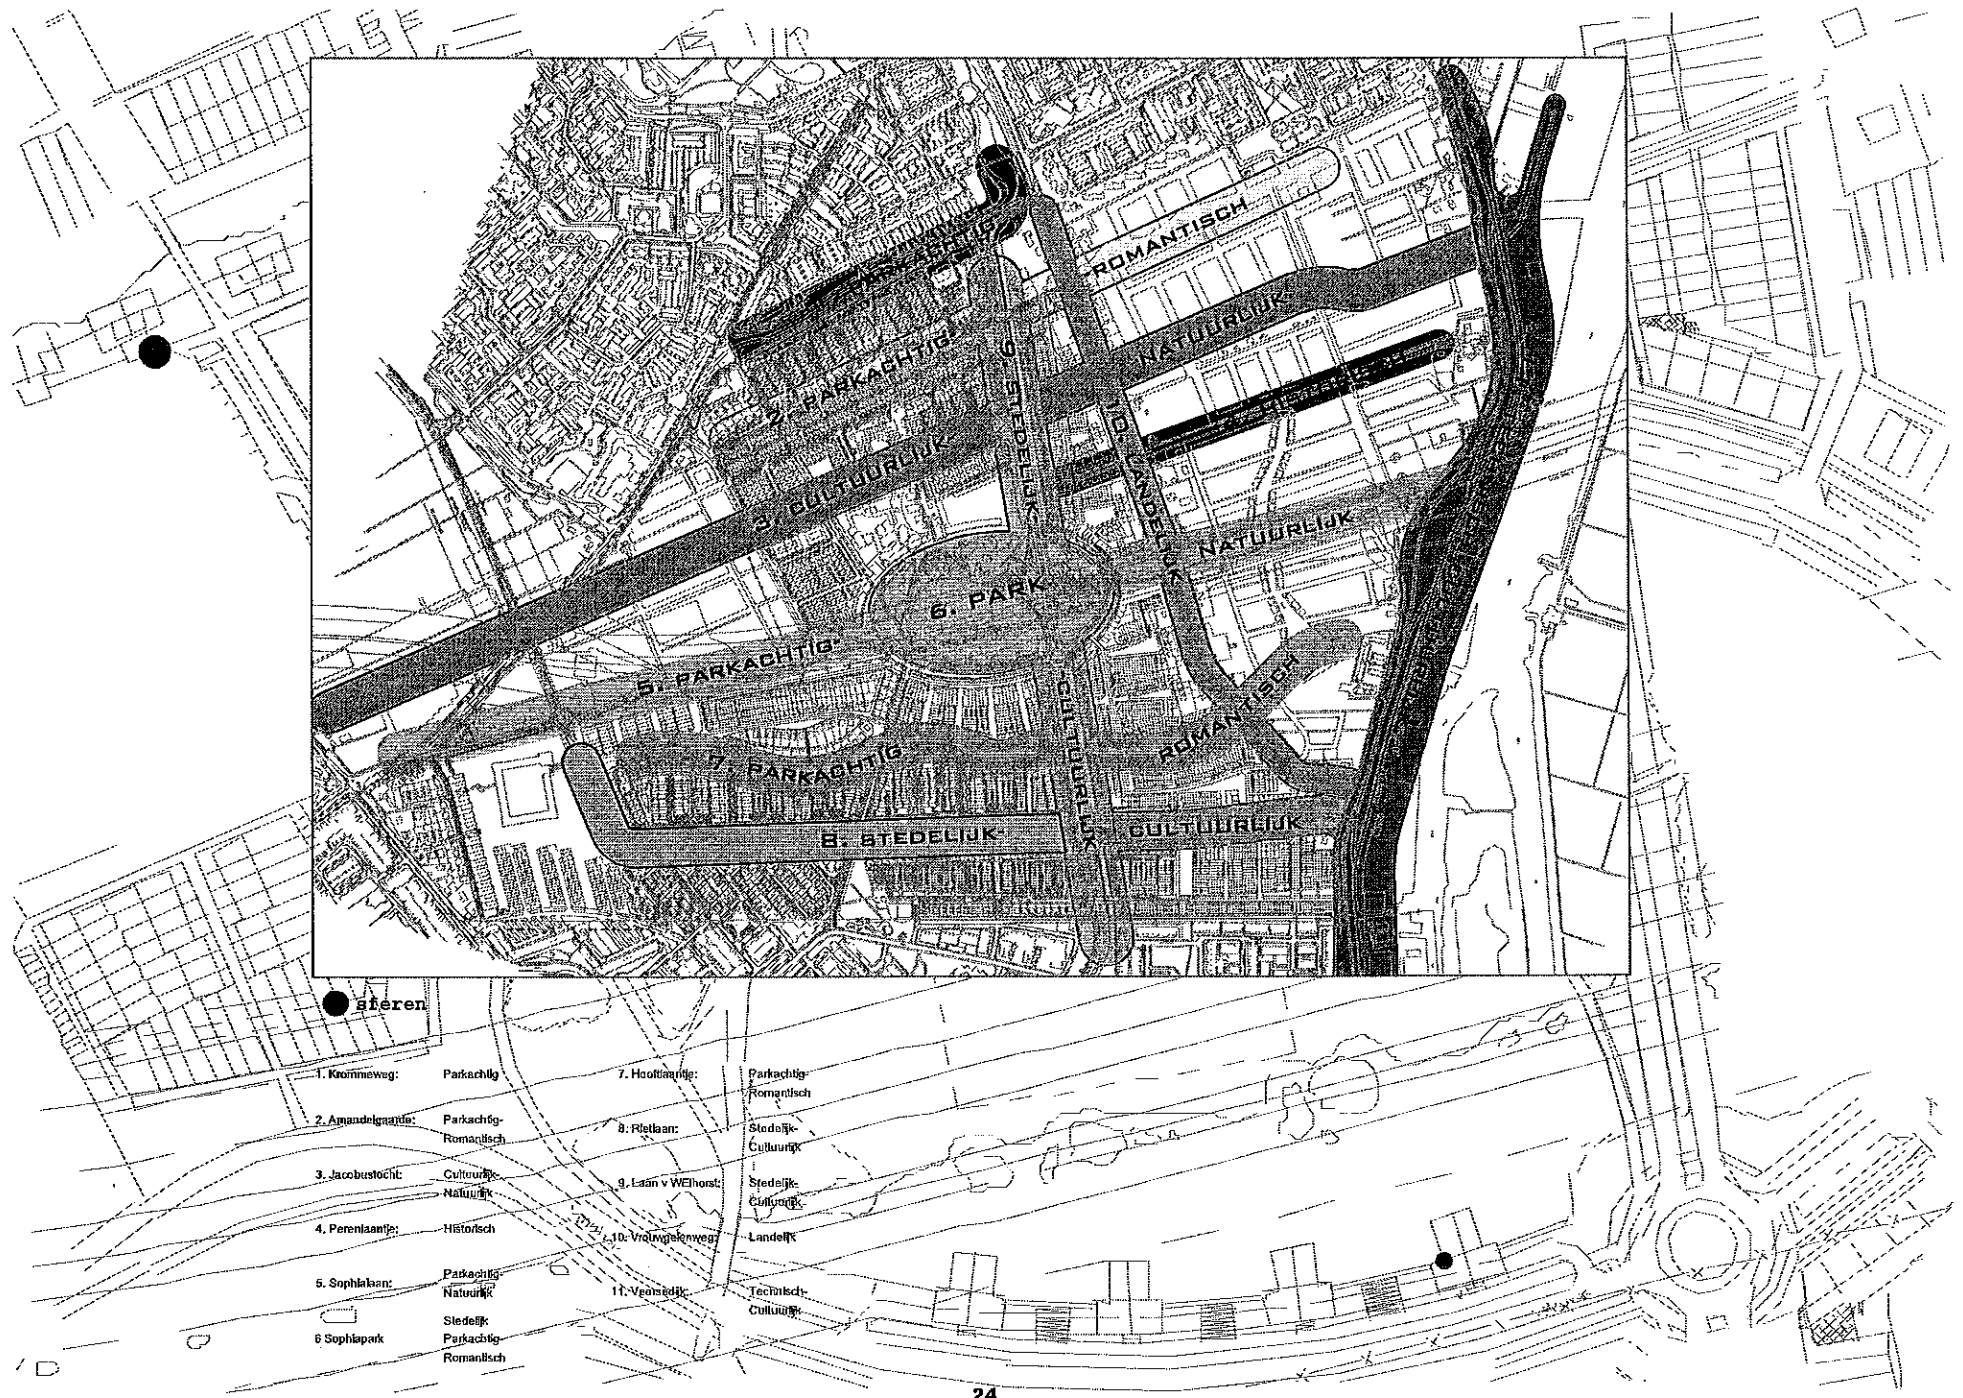 PARKACHTIG
ROMANTISCH
2. PARKACHTIG-
9. STEDELIJK-
NATUURLIJK
3. CULTUURLIJK-
10. LANDELIJK
NATUURLIJK
6. PARK
5. PARKACHTIG-
CULTUURLIJK
ROMANTISCH
7. PARKACHTIG
8. STEDELIJK-
CULTUURLIJK
sferen
1. Krommeweg: Parkachtig
2. Amandelgaarde: Parkachtig-
Romantisch
3. Jacobustocht: Cultuurlijk-
Natuurlijk
4. Perenlaantje: Historisch
5. Sophialaan: Parkachtig-
Natuurlijk
Stedelijk
6 Sophiapark Parkachtig-
Romantisch
7. Hooftlaantje: Parkachtig-
Romantisch
8. Rietlaan: Stedelijk-
Cultuurlijk
9. Laan v WElhorst: Stedelijk-
Cultuurlijk
10. Vrouwgelenweg: Landelijk
11. Veersedijk: Technisch-
Cultuurlijk
24